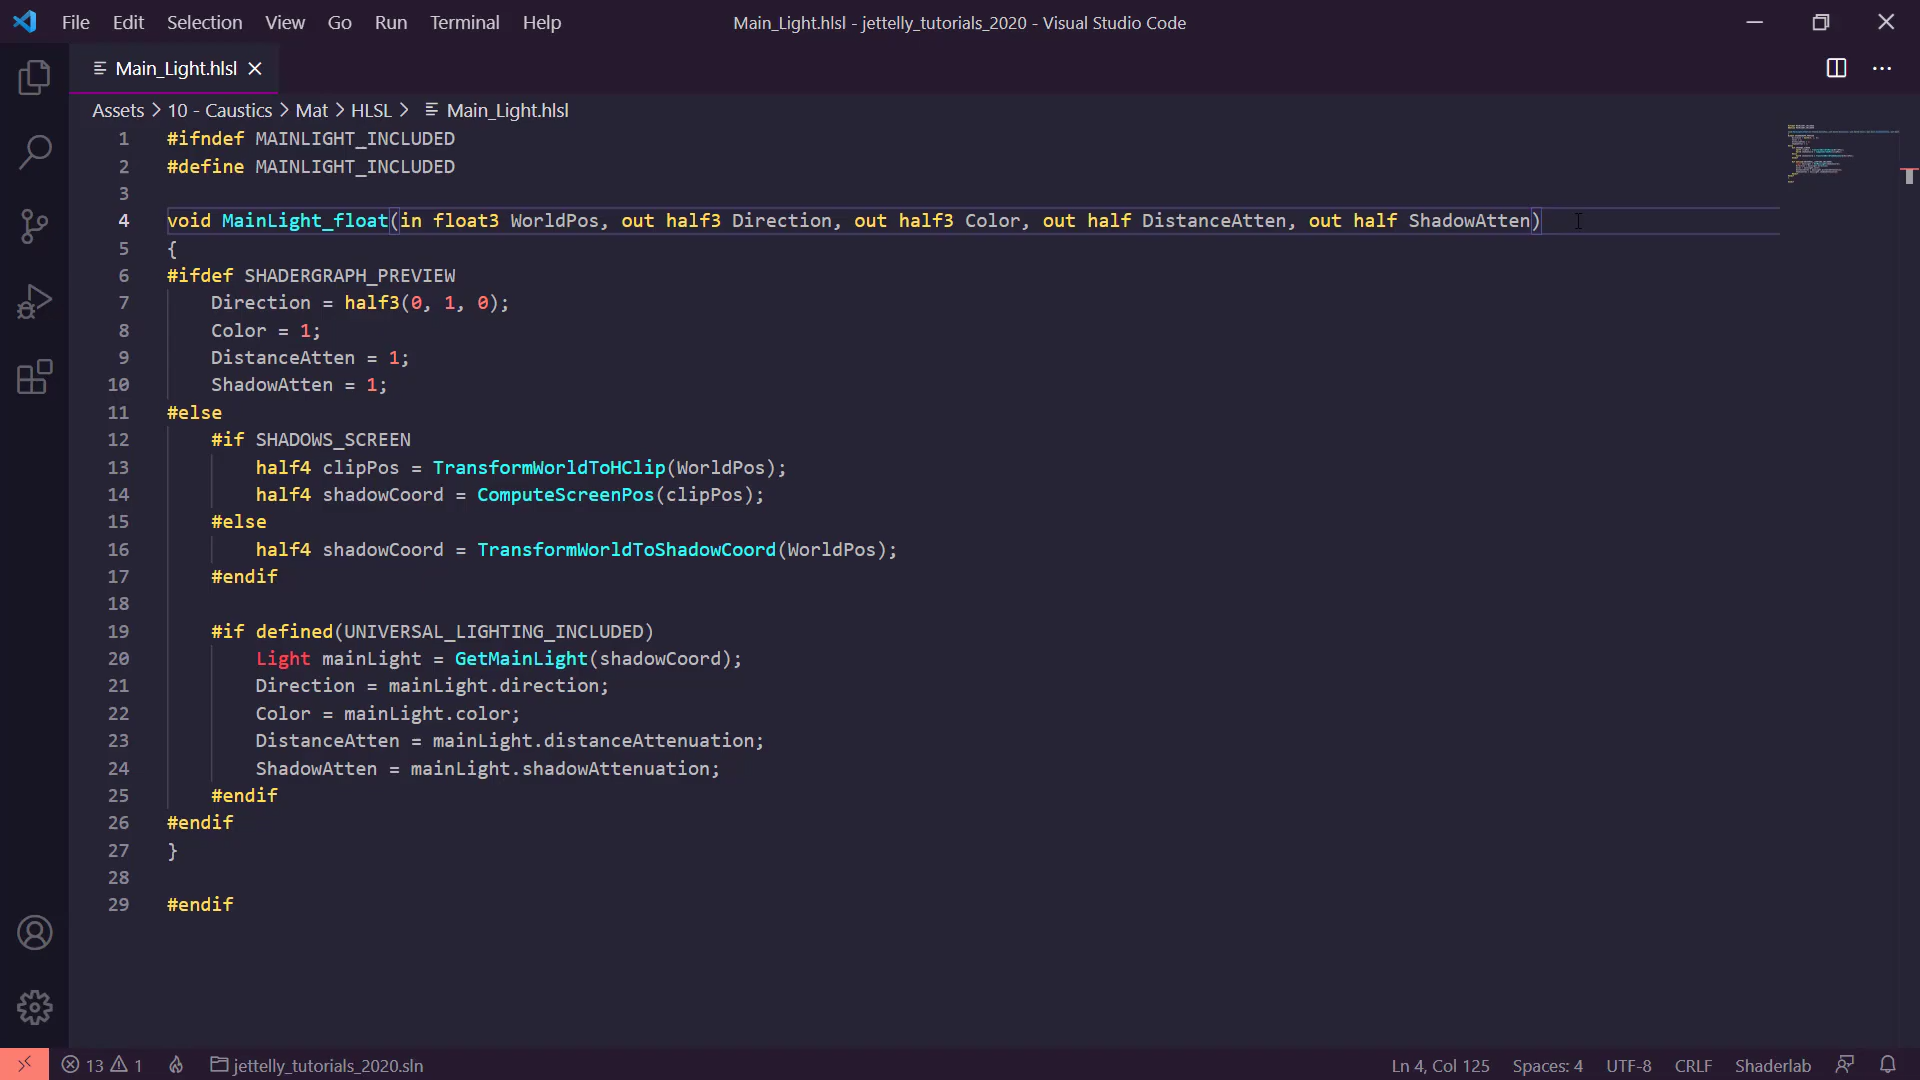 File Edit Selection View Go Run Terminal Help Main_Light.hlsl - jettelly_tutorials_2020 - Visual Studio Code
Main_Light.hlsl
Assets > 10 - Caustics > Mat > HLSL > Main_Light.hlsl
1 #ifndef MAINLIGHT_INCLUDED
2 #define MAINLIGHT_INCLUDED
3
4 void MainLight_float(in float3 WorldPos, out half3 Direction, out half3 Color, out half DistanceAtten, out half ShadowAtten)
5 {
6 #ifdef SHADERGRAPH_PREVIEW
7     Direction = half3(0, 1, 0);
8     Color = 1;
9     DistanceAtten = 1;
10     ShadowAtten = 1;
11 #else
12     #if SHADOWS_SCREEN
13         half4 clipPos = TransformWorldToHClip(WorldPos);
14         half4 shadowCoord = ComputeScreenPos(clipPos);
15     #else
16         half4 shadowCoord = TransformWorldToShadowCoord(WorldPos);
17     #endif
18
19     #if defined(UNIVERSAL_LIGHTING_INCLUDED)
20         Light mainLight = GetMainLight(shadowCoord);
21         Direction = mainLight.direction;
22         Color = mainLight.color;
23         DistanceAtten = mainLight.distanceAttenuation;
24         ShadowAtten = mainLight.shadowAttenuation;
25     #endif
26 #endif
27 }
28
29 #endif
13 1 jettelly_tutorials_2020.sln Ln 4, Col 125 Spaces: 4 UTF-8 CRLF Shaderlab